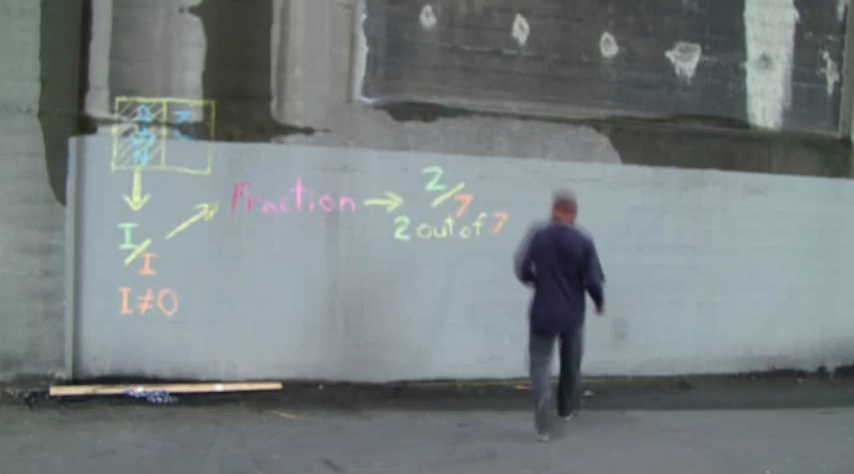 I/I
I≠0
Fraction → 2/7
2 out of 7